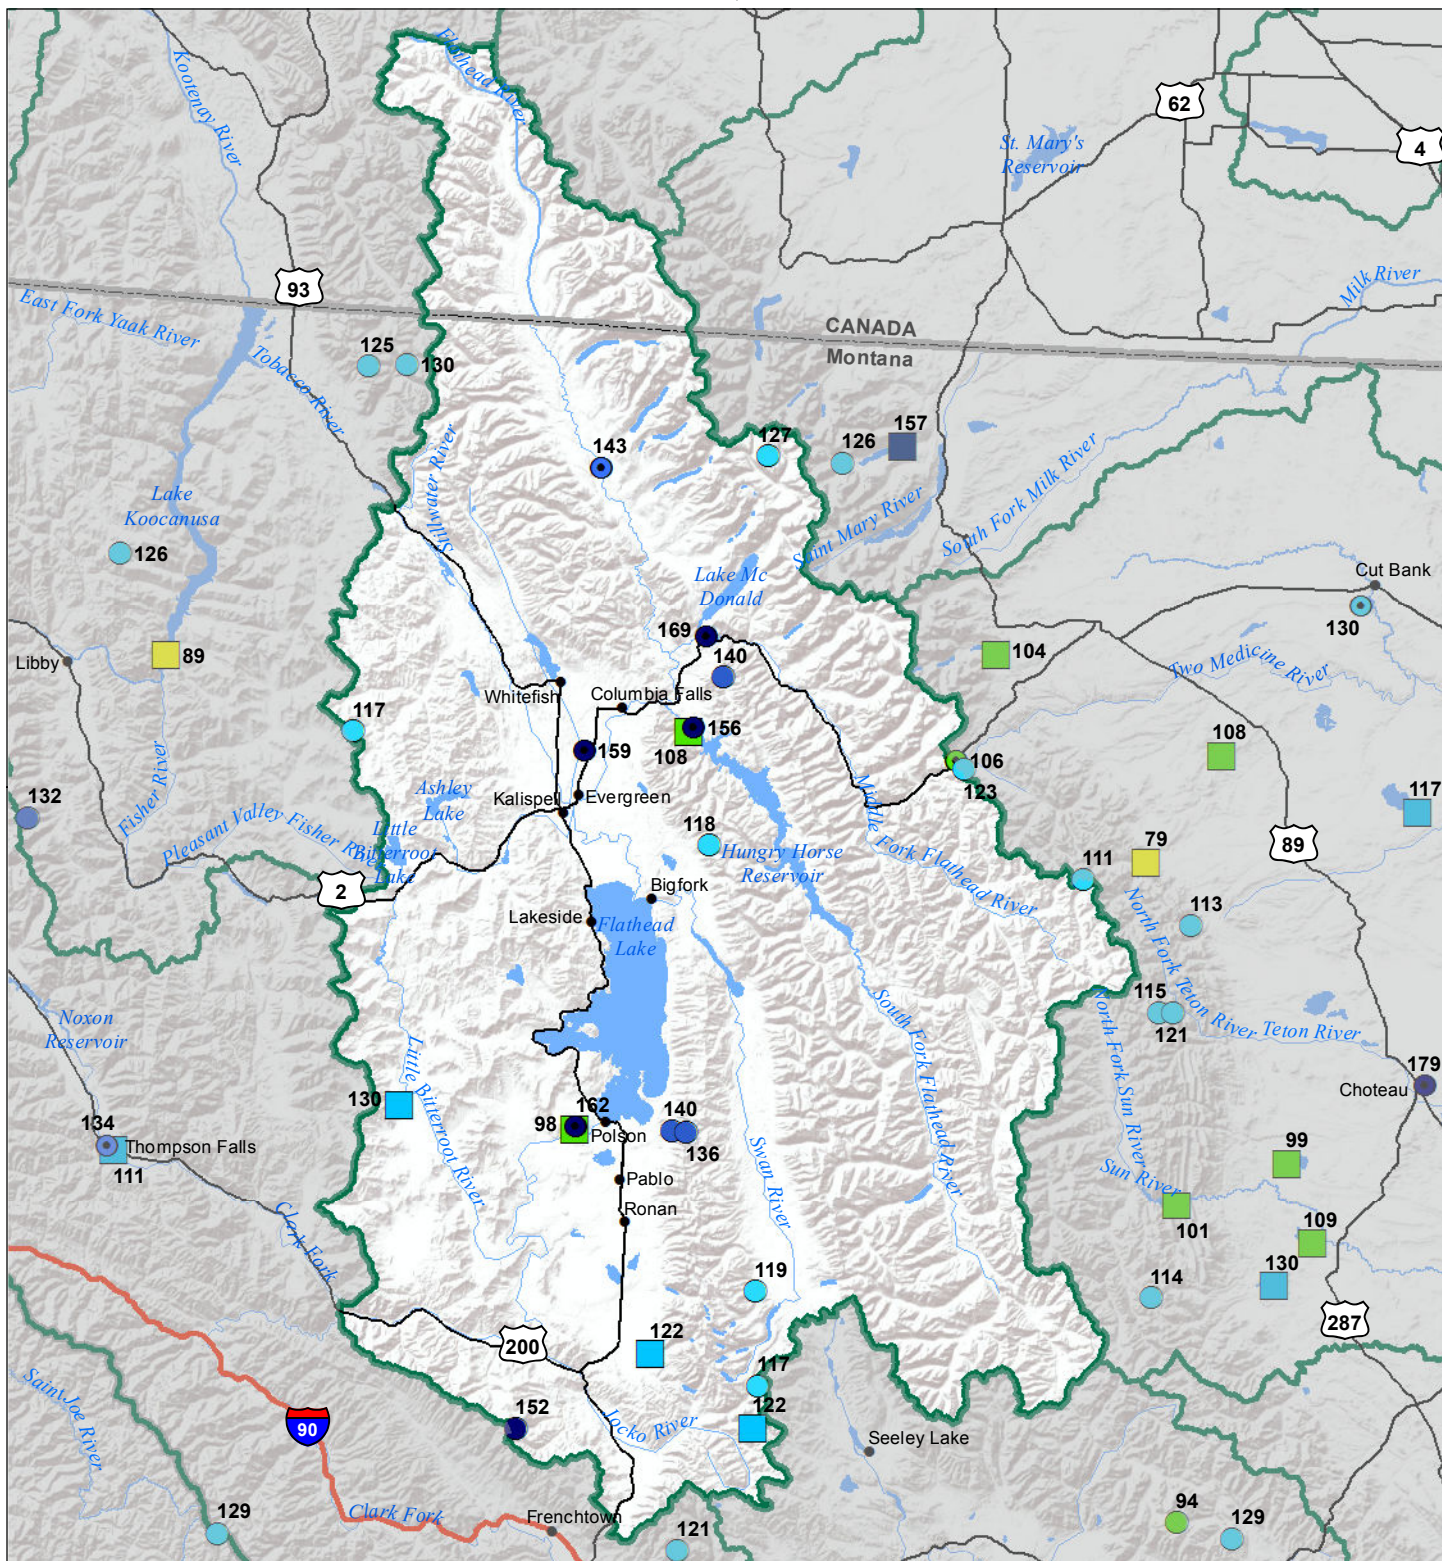 Flathead River
Kootenay River
62
4
St. Mary's
Reservoir
93
Milk River
East Fork Yaak River
CANADA
Montana
Tobacco River
125
130
Stillwater River
143
127
126
157
South Fork Milk River
Lake
Koocanusa
Saint Mary River
126
Lake Mc
Donald
Cut Bank
130
169
140
104
Two Medicine River
Libby
89
Whitefish
Columbia Falls
117
156
108
159
106
123
108
117
132
Fisher River
Ashley
Lake
Kalispell
Evergreen
Middle Fork Flathead River
89
Pleasant Valley Fisher River
Little
Bitterroot
Lake
118
Hungry Horse
Reservoir
79
111
2
Bigfork
Lakeside
Flathead
Lake
113
North Fork Teton River
115
121
Teton River
Noxon
Reservoir
South Fork Flathead River
North Fork Sun River
179
Choteau
Little Bitterroot River
130
162
98
Polson
140
136
134
Thompson Falls
111
Swan River
99
Pablo
Sun River
101
Ronan
109
Clark Fork
119
114
130
287
200
122
117
122
Saint Joe River
152
Jocko River
90
Seeley Lake
Clark Fork
Frenchtown
129
121
94
129